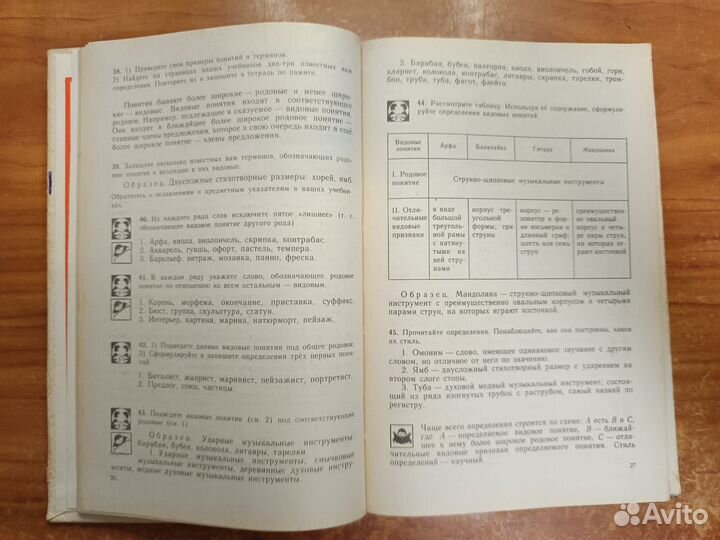 38. 1) Приведите свои примеры понятий и терминов.
2) Найдите на страницах ваших учебников два-три известных вам
определения. Повторите их и запишите в тетрадь по памяти.
Понятия бывают более широкие — родовые и менее широ-
кие — видовые. Видовые понятия входят в соответствующее
родовое. Например, подлежащее и сказуемое — видовые понятия.
Они входят в ближайшее более широкое родовое понятие —
главные члены предложения, которое в свою очередь входит в ещё
более широкое понятие — члены предложения.
39. Запишите несколько известных вам терминов, обозначающих родо-
вые понятия и входящие в них видовые.
Образец. Двусложные стихотворные размеры: хорей, ямб.
Обратитесь к оглавлениям и предметным указателям в ваших учебни-
ках.
40. Из каждого ряда слов исключите пятое «лишнее» (т. е.
обозначающее видовое понятие другого рода).
1. Арфа, виола, виолончель, скрипка, контрабас.
2. Акварель, гуашь, офорт, пастель, темпера.
3. Барельеф, витраж, мозаика, панно, фреска.
41. В каждом ряду укажите слово, обозначающее родовое
понятие по отношению ко всем остальным — видовым.
1. Корень, морфема, окончание, приставка, суффикс.
2. Бюст, группа, скульптура, статуя.
3. Интерьер, картина, марина, натюрморт, пейзаж.
42. 1) Подведите данные видовые понятия под общее родовое.
2) Сформулируйте и запишите определения трёх первых поня-
тий.
1. Баталист, жанрист, маринист, пейзажист, портретист.
2. Предлог, союз, частицы.
43. Подведите видовые понятия (см. 2) под соответствующие
родовые (см. 1).
Образец. Ударные музыкальные инструменты:
барабан, бубен, колокола, литавры, тарелки.
1. Ударные музыкальные инструменты, смычковые
музыкальные инструменты, деревянные духовые инстру-
менты, медные духовые музыкальные инструменты.
26
2. Барабан, бубен, валторна, виола, виолончель, гобой, горн,
кларнет, колокола, контрабас, литавры, скрипка, тарелки, тром-
бон, труба, туба, фагот, флейта.
44. Рассмотрите таблицу. Используя её содержание, сформули-
руйте определения видовых понятий.
Видовые понятия
Арфа
Балалайка
Гитара
Мандолина
I. Родовое понятие
Струнно-щипковые музыкальные инструменты
II. Отли-
чительные
видовые
признаки
в виде
большой
треуголь-
ной рамы
с натяну-
тыми на
ней стру-
нами
корпус тре-
угольной
формы; три
струны
корпус —
резонатор в фор-
ме восьмерки и
длинный гриф;
шесть или семь
струн
преимуществен-
но овальный
корпус и четы-
ре пары струн,
на которых иг-
рают косточкой
Образец. Мандолина — струнно-щипковый музыкальный
инструмент с преимущественно овальным корпусом и четырьмя
парами струн, на которых играют косточкой.
45. Прочитайте определения. Понаблюдайте, как они построены, каков
их стиль.
1. Омоним — слово, имеющее одинаковое звучание с другим
словом, но отличное от него по значению.
2. Ямб — двусложный стихотворный размер с ударением на
втором слоге стопы.
3. Туба — духовой медный музыкальный инструмент, состоя-
щий из ряда изогнутых трубок с раструбом, самый низкий по
регистру.
Чаще всего определения строятся по схеме: А есть В и С,
где А — определяемое видовое понятие, В — ближай-
шее к нему более широкое родовое понятие, С — отли-
чительные видовые признаки определяемого понятия. Стиль
определений — научный.
27
Avito